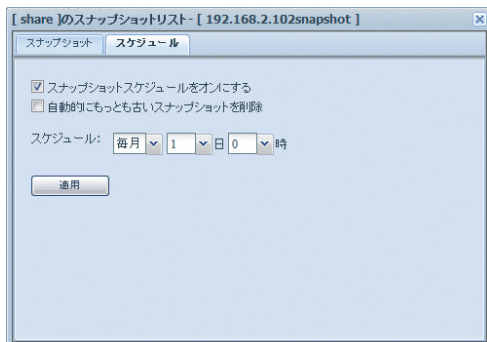 [ share ]のスナップショットリスト- [ 192.168.2.102snapshot ]
スナップショット スケジュール
スナップショットスケジュールをオンにする
自動的にもっとも古いスナップショットを削除
スケジュール: 毎月 1 日 0 時
適用